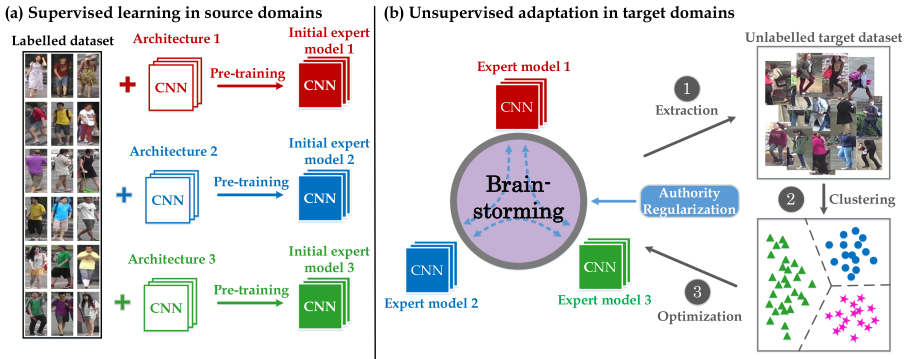 (a) Supervised learning in source domains
Labelled dataset
Architecture 1
+
CNN
Pre-training
Initial expert
model 1
CNN
Architecture 2
+
CNN
Pre-training
Initial expert
model 2
CNN
Architecture 3
+
CNN
Pre-training
Initial expert
model 3
CNN
(b) Unsupervised adaptation in target domains
Expert model 1
CNN
Brain-
storming
CNN
Expert model 2
CNN
Expert model 3
Authority
Regularization
1
Extraction
Unlabelled target dataset
2
Clustering
3
Optimization